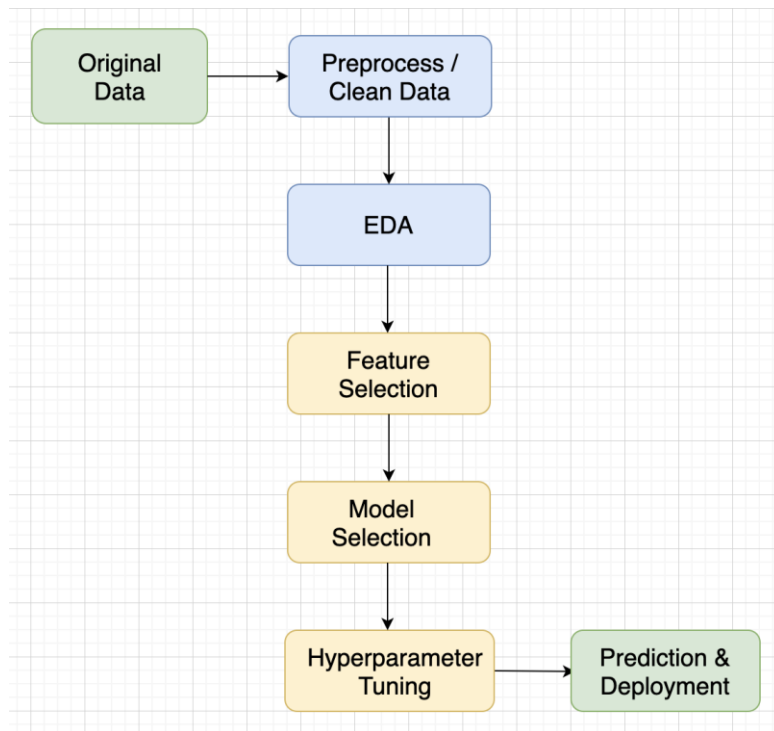 Original
Data
Preprocess /
Clean Data
EDA
Feature
Selection
Model
Selection
Hyperparameter
Tuning
Prediction &
Deployment